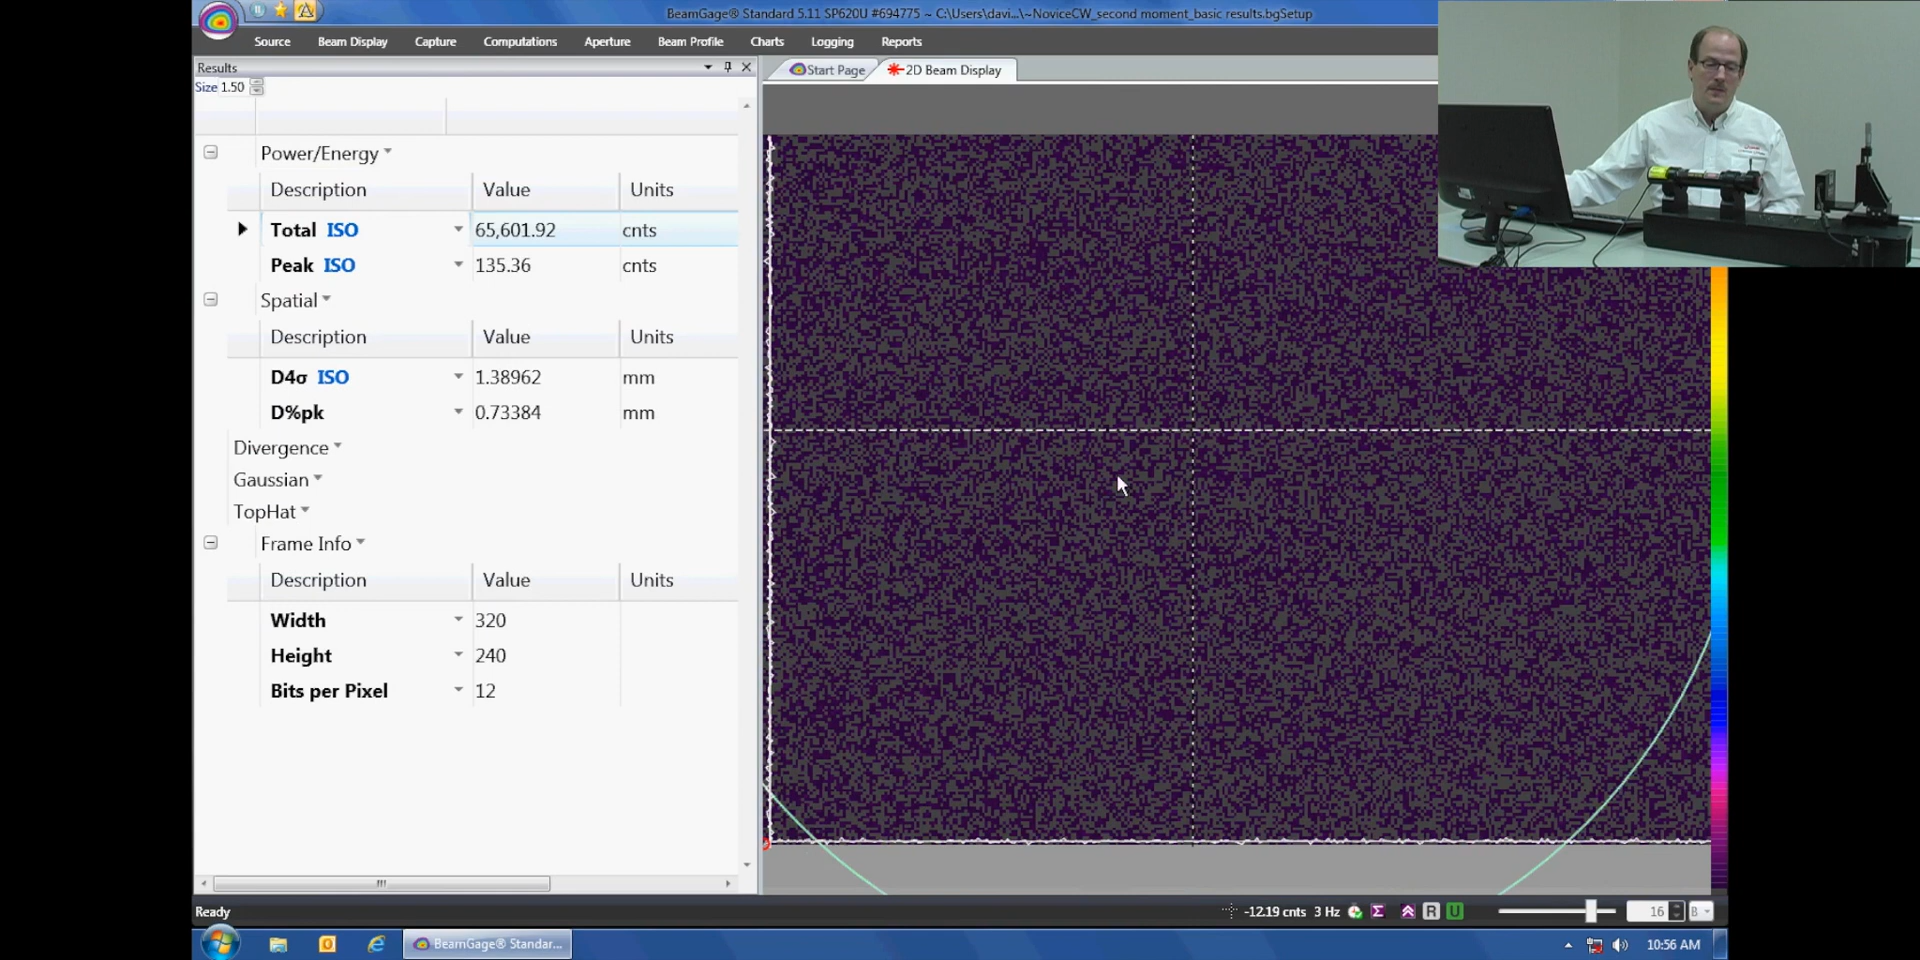 BeamGage® Standard 5.11 SP620U #694775 ~ C:\Users\davi...\~NoviceCW_second moment_basic results.bgSetup
Source Beam Display Capture Computations Aperture Beam Profile Charts Logging Reports
Results
Size 1.50
Start Page 2D Beam Display
Power/Energy
Description Value Units
Total ISO 65,601.92 cnts
Peak ISO 135.36 cnts
Spatial
Description Value Units
D4σ ISO 1.38962 mm
D%pk 0.73384 mm
Divergence
Gaussian
TopHat
Frame Info
Description Value Units
Width 320
Height 240
Bits per Pixel 12
Ready
-12.19 cnts 3 Hz Σ R U 16 B
BeamGage® Standar...
10:56 AM